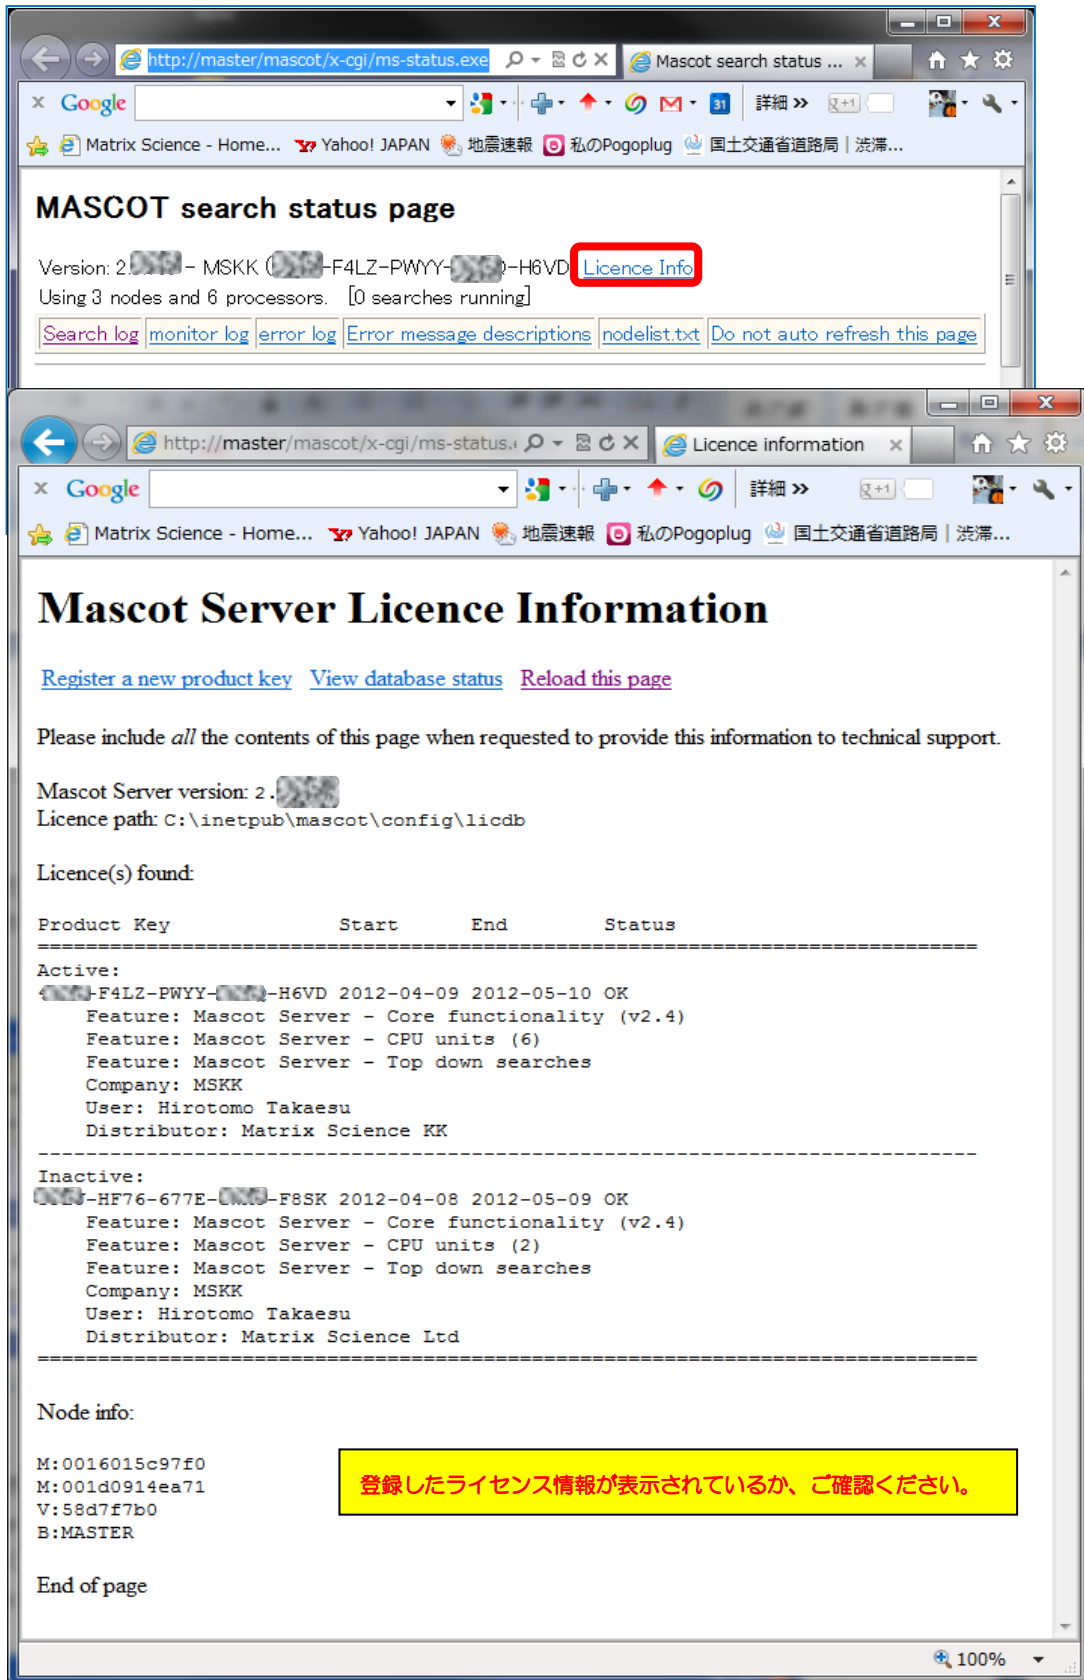 http://master/mascot/x-cgi/ms-status.exe
Mascot search status ...
Google
31
詳細 »
+1
Matrix Science - Home...
Yahoo! JAPAN
地震速報
私のPogoplug
国土交通省道路局 | 渋滞...
MASCOT search status page
Version: 2. - MSKK ( -F4LZ-PWYY- -H6VD Licence Info
Using 3 nodes and 6 processors. [0 searches running]
Search log monitor log error log Error message descriptions nodelist.txt Do not auto refresh this page
http://master/mascot/x-cgi/ms-status.
Licence information
Google
詳細 »
+1
Matrix Science - Home...
Yahoo! JAPAN
地震速報
私のPogoplug
国土交通省道路局 | 渋滞...
Mascot Server Licence Information
Register a new product key View database status Reload this page
Please include all the contents of this page when requested to provide this information to technical support.
Mascot Server version: 2.
Licence path: C:\inetpub\mascot\config\licdb
Licence(s) found:
Product Key Start End Status
==============================================================================
Active:
-F4LZ-PWYY- -H6VD 2012-04-09 2012-05-10 OK
Feature: Mascot Server - Core functionality (v2.4)
Feature: Mascot Server - CPU units (6)
Feature: Mascot Server - Top down searches
Company: MSKK
User: Hirotomo Takaesu
Distributor: Matrix Science KK
------------------------------------------------------------------------------
Inactive:
-HF76-677E- -F8SK 2012-04-08 2012-05-09 OK
Feature: Mascot Server - Core functionality (v2.4)
Feature: Mascot Server - CPU units (2)
Feature: Mascot Server - Top down searches
Company: MSKK
User: Hirotomo Takaesu
Distributor: Matrix Science Ltd
==============================================================================
Node info:
M:0016015c97f0
M:001d0914ea71
V:58d7f7b0
B:MASTER
登録したライセンス情報が表示されているか、ご確認ください。
End of page
100%